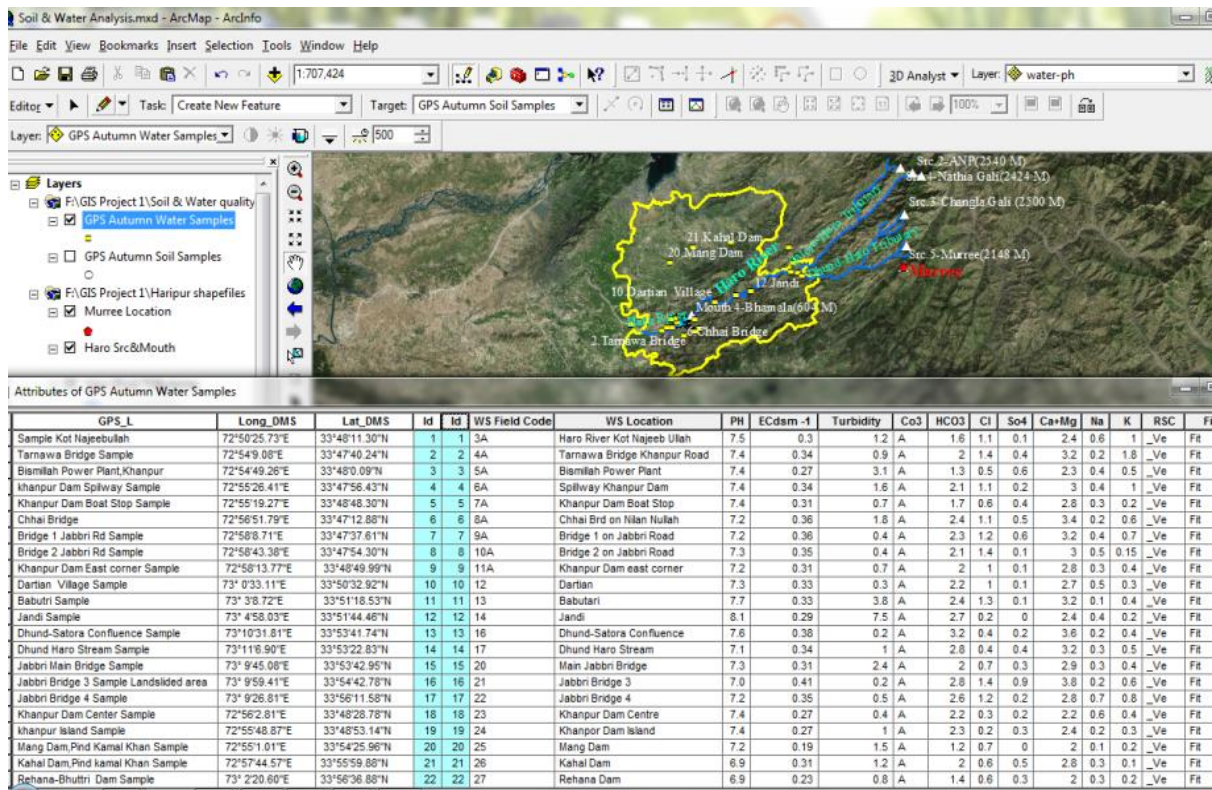 Soil & Water Analysis.mxd - ArcMap - ArcInfo
File Edit View Bookmarks Insert Selection Tools Window Help
1:707,424 3D Analyst Layer: water-ph
Editor Task: Create New Feature Target: GPS Autumn Soil Samples 100%
Layer: GPS Autumn Water Samples 500
Layers
F:\GIS Project 1\Soil & Water quality
GPS Autumn Water Samples
GPS Autumn Soil Samples
F:\GIS Project 1\Haripur shapefiles
Murree Location
Haro Src&Mouth
Src.2-ANP(2540 M)
Nathia Gali(2424 M)
Src.3-Changla Gali (2500 M)
Src.5-Murree(2148 M)
Murree
21.Kahal Dam
20.Mang Dam
Haro River
12.Jandi
10.Dartian Village
Mouth 4-Bhamala(604 M)
6.Chhai Bridge
2.Tarnawa Bridge
Attributes of GPS Autumn Water Samples
GPS_L Long_DMS Lat_DMS Id Id WS Field Code WS Location PH ECdsm -1 Turbidity Co3 HCO3 Cl So4 Ca+Mg Na K RSC Fi
Sample Kot Najeebullah 72°50'25.73"E 33°48'11.30"N 1 1 3A Haro River Kot Najeeb Ullah 7.5 0.3 1.2 A 1.6 1.1 0.1 2.4 0.6 1 _Ve Fit
Tarnawa Bridge Sample 72°54'9.08"E 33°47'40.24"N 2 2 4A Tarnawa Bridge Khanpur Road 7.4 0.34 0.9 A 2 1.4 0.4 3.2 0.2 1.8 _Ve Fit
Bismillah Power Plant,Khanpur 72°54'49.26"E 33°48'0.09"N 3 3 5A Bismillah Power Plant 7.4 0.27 3.1 A 1.3 0.5 0.6 2.3 0.4 0.5 _Ve Fit
khanpur Dam Spilway Sample 72°55'26.41"E 33°47'56.43"N 4 4 6A Spillway Khanpur Dam 7.4 0.34 1.6 A 2.1 1.1 0.2 3 0.4 1 _Ve Fit
Khanpur Dam Boat Stop Sample 72°55'19.27"E 33°48'48.30"N 5 5 7A Khanpur Dam Boat Stop 7.4 0.31 0.7 A 1.7 0.6 0.4 2.8 0.3 0.2 _Ve Fit
Chhai Bridge 72°56'51.79"E 33°47'12.88"N 6 6 8A Chhai Brd on Nilan Nullah 7.2 0.36 1.8 A 2.4 1.1 0.5 3.4 0.2 0.6 _Ve Fit
Bridge 1 Jabbri Rd Sample 72°58'8.71"E 33°47'37.61"N 7 7 9A Bridge 1 on Jabbri Road 7.2 0.36 0.4 A 2.3 1.2 0.6 3.2 0.4 0.7 _Ve Fit
Bridge 2 Jabbri Rd Sample 72°58'43.38"E 33°47'54.30"N 8 8 10A Bridge 2 on Jabbri Road 7.3 0.35 0.4 A 2.1 1.4 0.1 3 0.5 0.15 _Ve Fit
Khanpur Dam East corner Sample 72°58'13.77"E 33°48'49.99"N 9 9 11A Khanpur Dam east corner 7.2 0.31 0.7 A 2 1 0.1 2.8 0.3 0.4 _Ve Fit
Dartian Village Sample 73° 0'33.11"E 33°50'32.92"N 10 10 12 Dartian 7.3 0.33 0.3 A 2.2 1 0.1 2.7 0.5 0.3 _Ve Fit
Babutri Sample 73° 3'8.72"E 33°51'18.53"N 11 11 13 Babutari 7.7 0.33 3.8 A 2.4 1.3 0.1 3.2 0.1 0.4 _Ve Fit
Jandi Sample 73° 4'58.03"E 33°51'44.46"N 12 12 14 Jandi 8.1 0.29 7.5 A 2.7 0.2 0 2.4 0.4 0.2 _Ve Fit
Dhund-Satora Confluence Sample 73°10'31.81"E 33°53'41.74"N 13 13 16 Dhund-Satora Confluence 7.6 0.38 0.2 A 3.2 0.4 0.2 3.6 0.2 0.4 _Ve Fit
Dhund Haro Stream Sample 73°11'6.90"E 33°53'22.83"N 14 14 17 Dhund Haro Stream 7.1 0.34 1 A 2.8 0.4 0.4 3.2 0.3 0.5 _Ve Fit
Jabbri Main Bridge Sample 73° 9'45.08"E 33°53'42.95"N 15 15 20 Main Jabbri Bridge 7.3 0.31 2.4 A 2 0.7 0.3 2.9 0.3 0.4 _Ve Fit
Jabbri Bridge 3 Sample Landslided area 73° 9'59.41"E 33°54'42.78"N 16 16 21 Jabbri Bridge 3 7.0 0.41 0.2 A 2.8 1.4 0.9 3.8 0.2 0.6 _Ve Fit
Jabbri Bridge 4 Sample 73° 9'26.81"E 33°56'11.58"N 17 17 22 Jabbri Bridge 4 7.2 0.35 0.5 A 2.6 1.2 0.2 2.8 0.7 0.8 _Ve Fit
Khanpur Dam Center Sample 72°56'2.81"E 33°48'28.78"N 18 18 23 Khanpur Dam Centre 7.4 0.27 0.4 A 2.2 0.3 0.2 2.2 0.6 0.4 _Ve Fit
khanpur Island Sample 72°55'48.87"E 33°48'53.14"N 19 19 24 Khanpor Dam Island 7.4 0.27 1 A 2.3 0.2 0.3 2.4 0.2 0.3 _Ve Fit
Mang Dam,Pind Kamal Khan Sample 72°55'1.01"E 33°54'25.96"N 20 20 25 Mang Dam 7.2 0.19 1.5 A 1.2 0.7 0 2 0.1 0.2 _Ve Fit
Kahal Dam,Pind kamal Khan Sample 72°57'44.57"E 33°55'59.88"N 21 21 26 Kahal Dam 6.9 0.31 1.2 A 2 0.6 0.5 2.8 0.3 0.1 _Ve Fit
Rehana-Bhuttri Dam Sample 73° 2'20.60"E 33°56'36.88"N 22 22 27 Rehana Dam 6.9 0.23 0.8 A 1.4 0.6 0.3 2 0.3 0.2 _Ve Fit